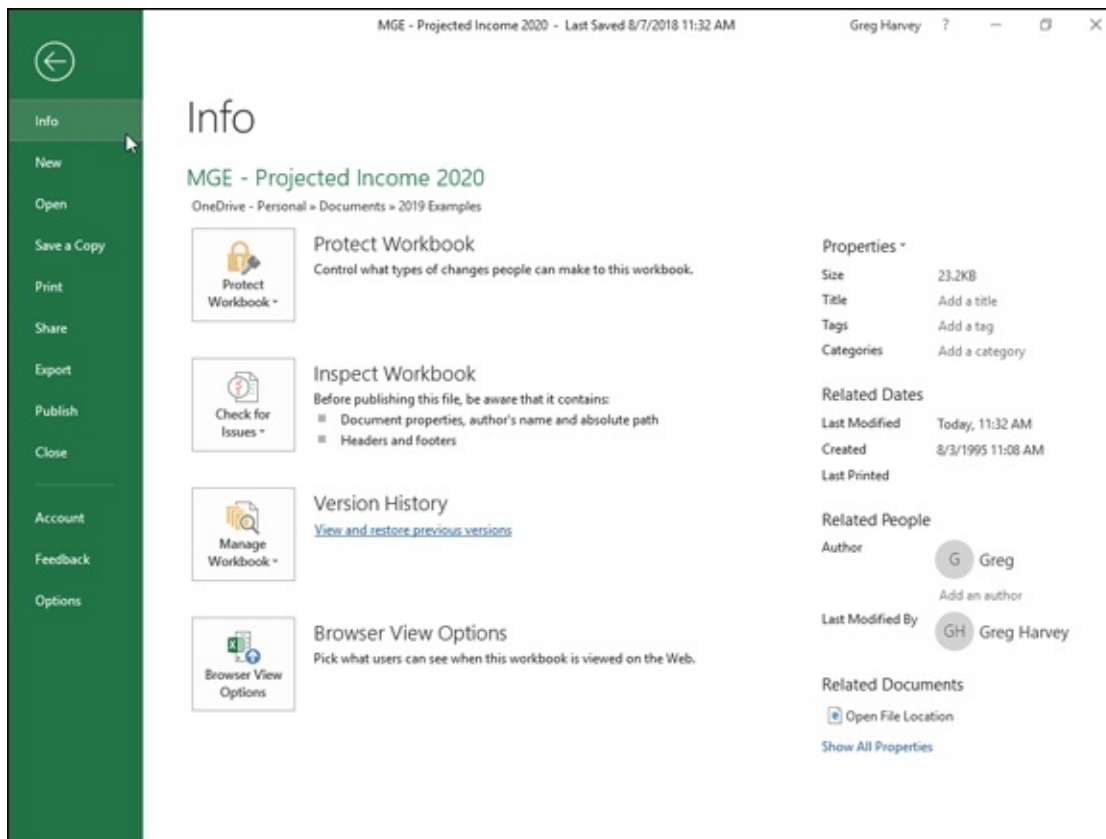 MGE - Projected Income 2020 - Last Saved 8/7/2018 11:32 AM
Greg Harvey ?
Info
New
Open
Save a Copy
Print
Share
Export
Publish
Close
Account
Feedback
Options
Info
MGE - Projected Income 2020
OneDrive - Personal » Documents » 2019 Examples
Protect
Workbook
Protect Workbook
Control what types of changes people can make to this workbook.
Check for
Issues
Inspect Workbook
Before publishing this file, be aware that it contains:
Document properties, author's name and absolute path
Headers and footers
Manage
Workbook
Version History
View and restore previous versions
Browser View
Options
Browser View Options
Pick what users can see when this workbook is viewed on the Web.
Properties
Size 23.2KB
Title Add a title
Tags Add a tag
Categories Add a category
Related Dates
Last Modified Today, 11:32 AM
Created 8/3/1995 11:08 AM
Last Printed
Related People
Author G Greg
Add an author
Last Modified By GH Greg Harvey
Related Documents
Open File Location
Show All Properties